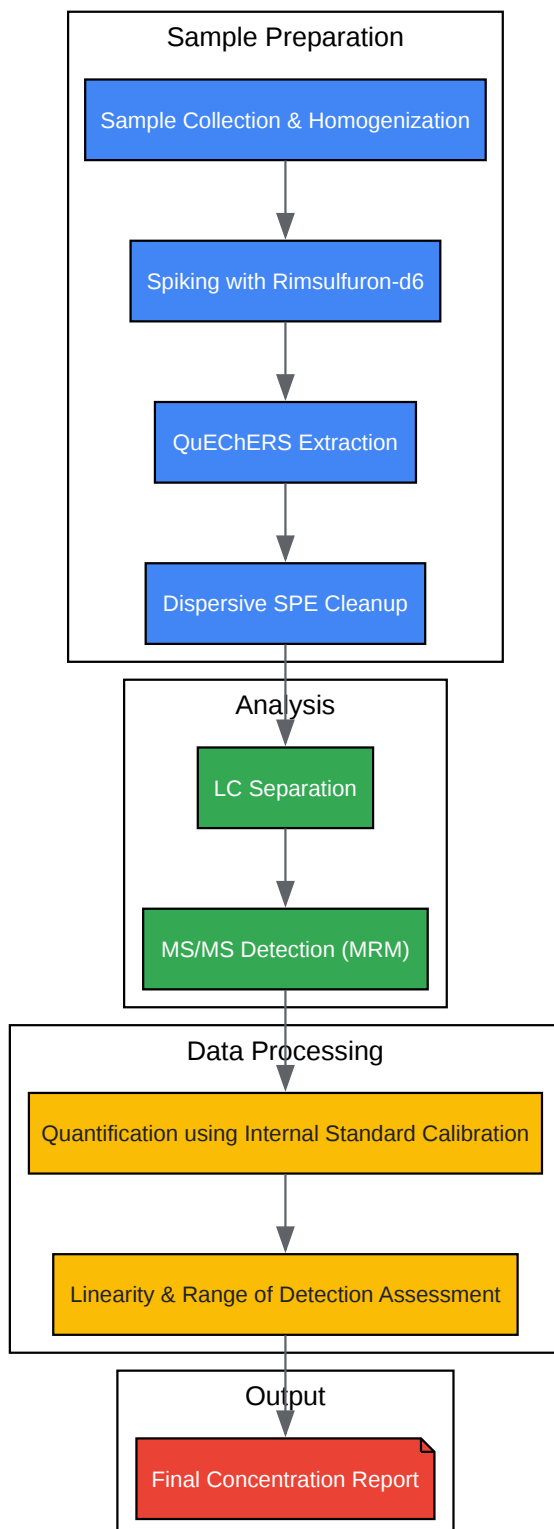 Sample Preparation
Sample Collection & Homogenization
Spiking with Rimsulfuron-d6
QuEChERS Extraction
Dispersive SPE Cleanup
Analysis
LC Separation
MS/MS Detection (MRM)
Data Processing
Quantification using Internal Standard Calibration
Linearity & Range of Detection Assessment
Output
Final Concentration Report